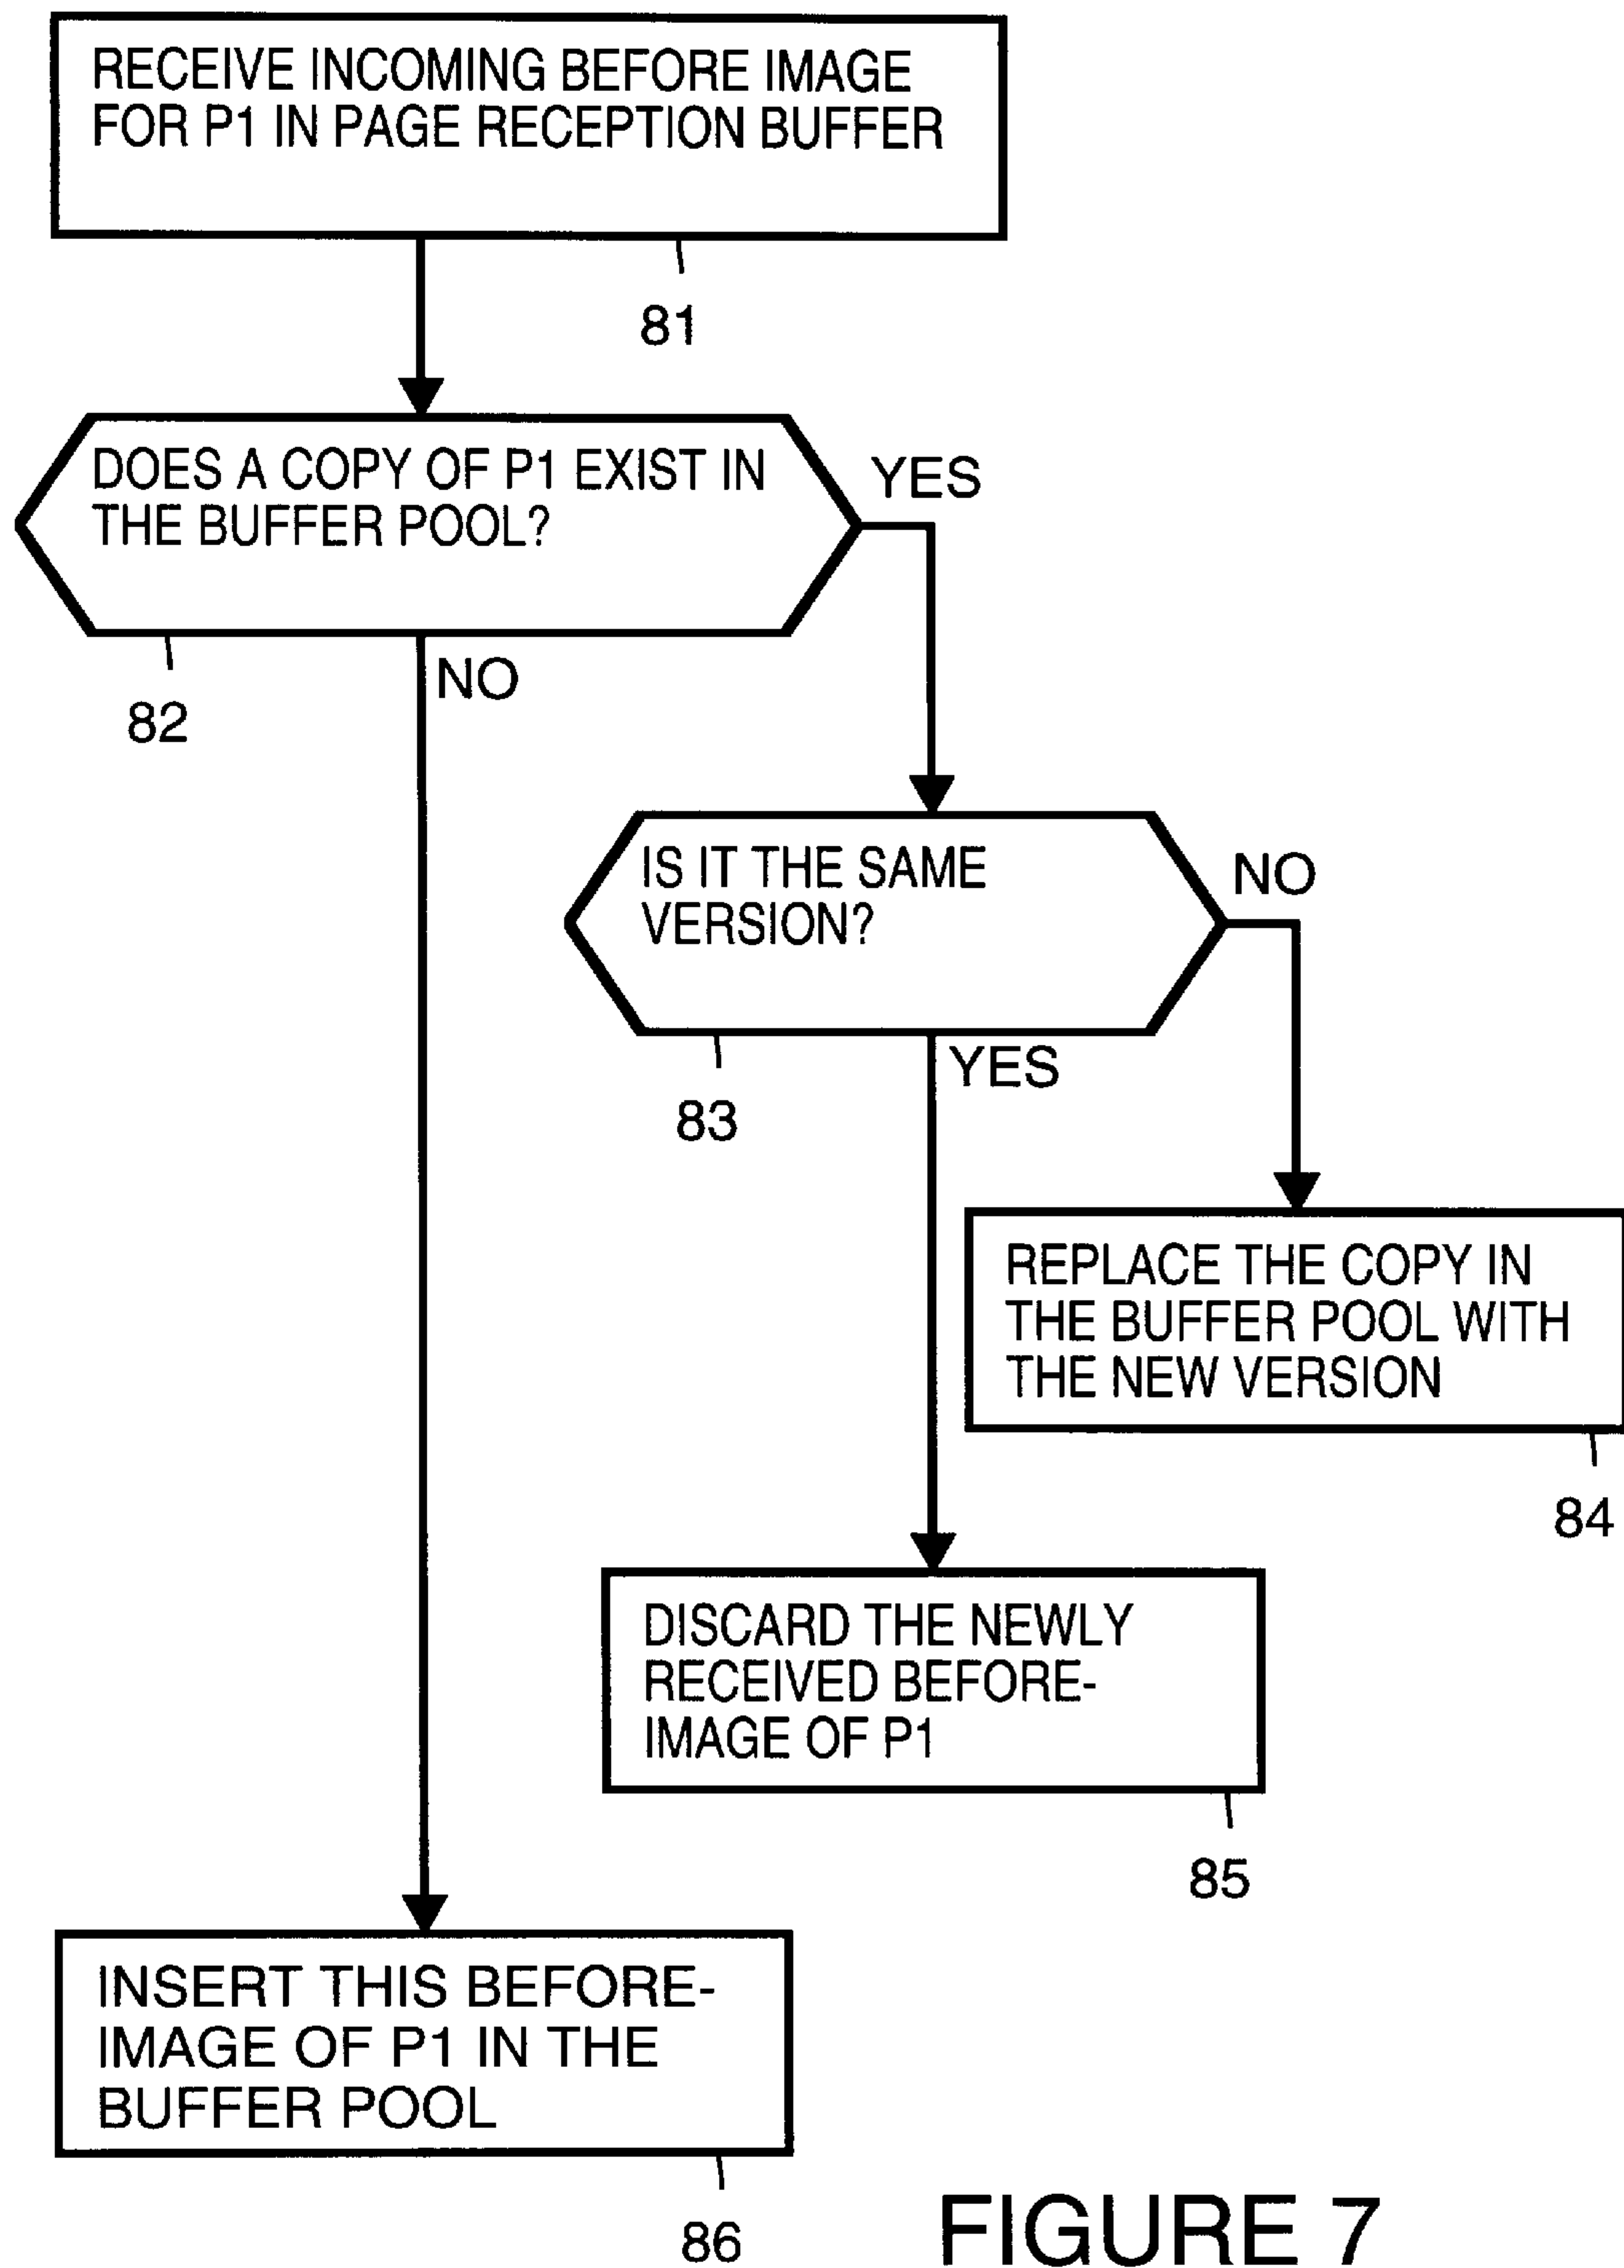 RECEIVE INCOMING BEFORE IMAGE
FOR P1 IN PAGE RECEPTION BUFFER
81
DOES A COPY OF P1 EXIST IN
THE BUFFER POOL?
YES
NO
82
IS IT THE SAME
VERSION?
NO
YES
83
REPLACE THE COPY IN
THE BUFFER POOL WITH
THE NEW VERSION
84
DISCARD THE NEWLY
RECEIVED BEFORE-
IMAGE OF P1
85
INSERT THIS BEFORE-
IMAGE OF P1 IN THE
BUFFER POOL
86
FIGURE 7